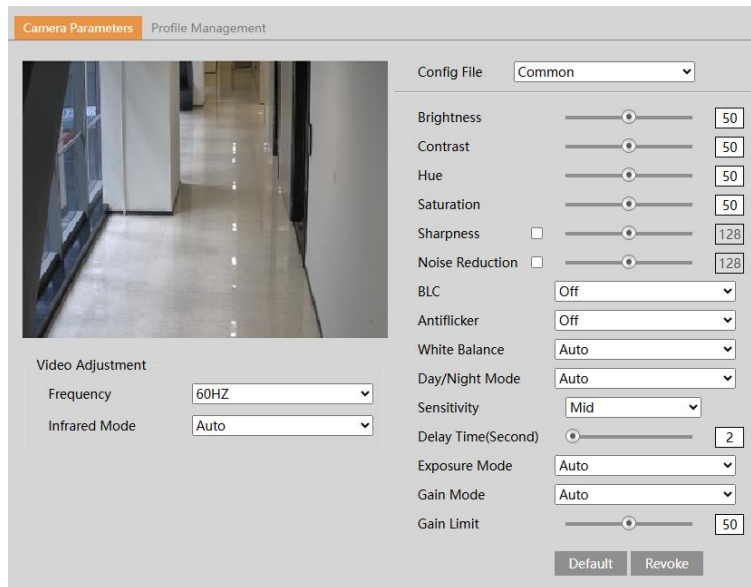 Camera Parameters Profile Management
Config File Common
Brightness 50
Contrast 50
Hue 50
Saturation 50
Sharpness 128
Noise Reduction 128
BLC Off
Antiflicker Off
White Balance Auto
Day/Night Mode Auto
Sensitivity Mid
Delay Time(Second) 2
Exposure Mode Auto
Gain Mode Auto
Gain Limit 50
Default Revoke
Video Adjustment
Frequency 60HZ
Infrared Mode Auto